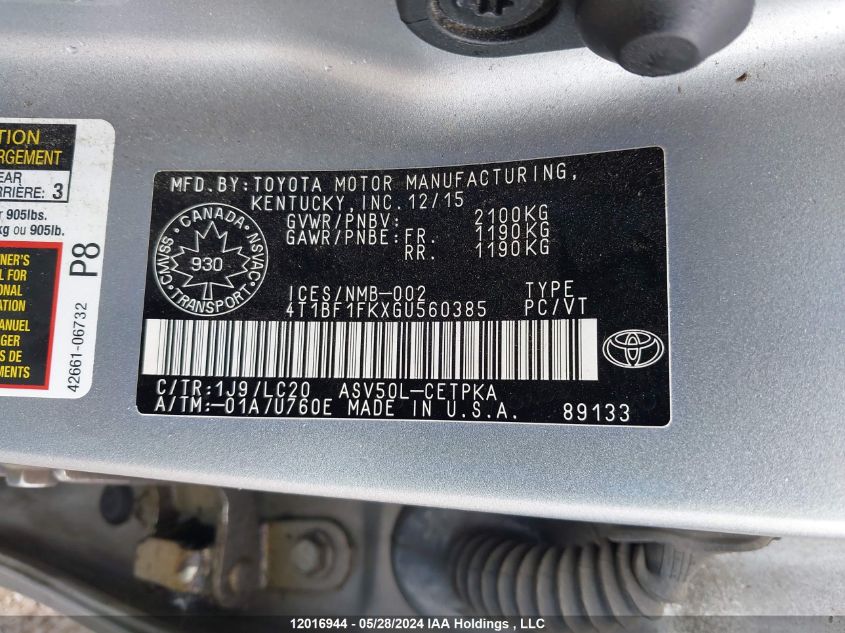 TION
RGEMENT
EAR
RRIÈRE: 3
r 905lbs.
kg ou 905lb.
NER'S
L FOR
ONAL
ATION
ANUEL
AGER
S DE
EMENTS.
P8
42661-06732
MFD. BY: TOYOTA MOTOR MANUFACTURING,
KENTUCKY, INC. 12/15
GVWR/PNBV: 2100KG
GAWR/PNBE: FR. 1190KG
RR. 1190KG
CANADA
CMVSS 930 NSVAC
TRANSPORT
ICES/NMB-002 TYPE
4T1BF1FKXGU560385 PC/VT
C/TR: 1J9/LC20 ASV50L-CETPKA
A/TM: -01A/U760E MADE IN U.S.A. 89133
12016944 - 05/28/2024 IAA Holdings , LLC